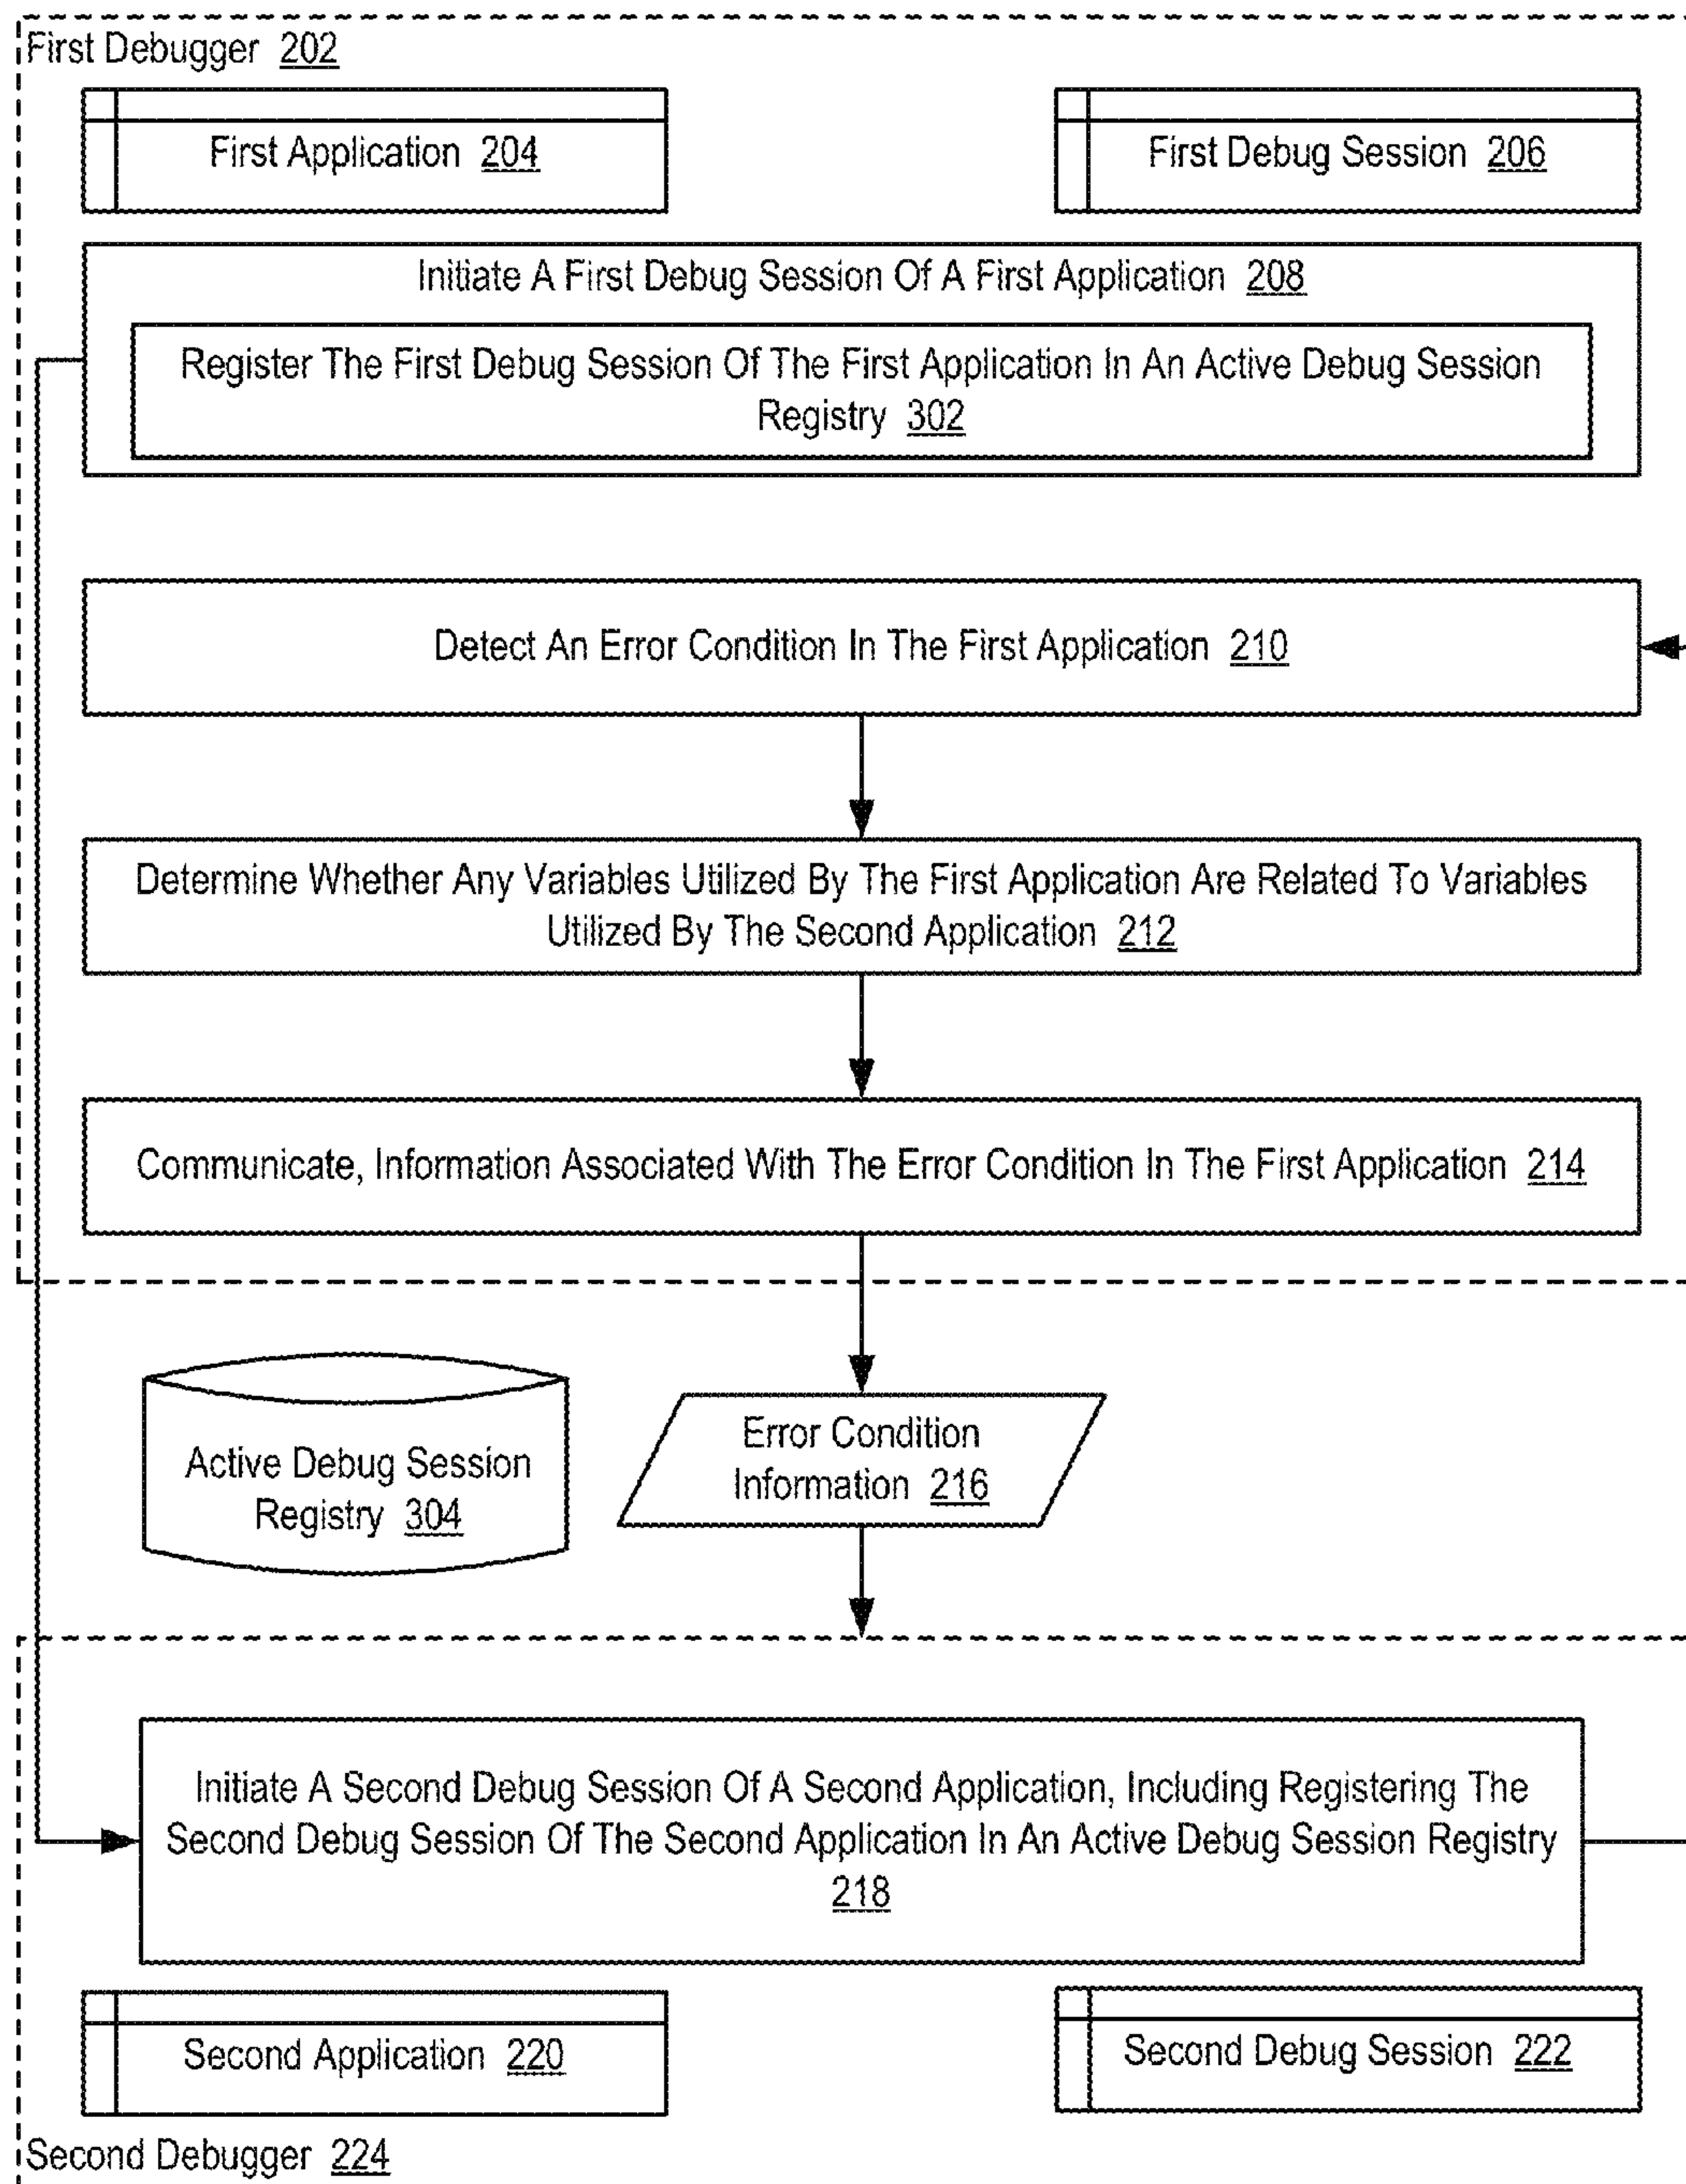 First Debugger 202
First Application 204
First Debug Session 206
Initiate A First Debug Session Of A First Application 208
Register The First Debug Session Of The First Application In An Active Debug Session
Registry 302
Detect An Error Condition In The First Application 210
Determine Whether Any Variables Utilized By The First Application Are Related To Variables
Utilized By The Second Application 212
Communicate, Information Associated With The Error Condition In The First Application 214
Active Debug Session
Registry 304
Error Condition
Information 216
Initiate A Second Debug Session Of A Second Application, Including Registering The
Second Debug Session Of The Second Application In An Active Debug Session Registry
218
Second Application 220
Second Debug Session 222
Second Debugger 224